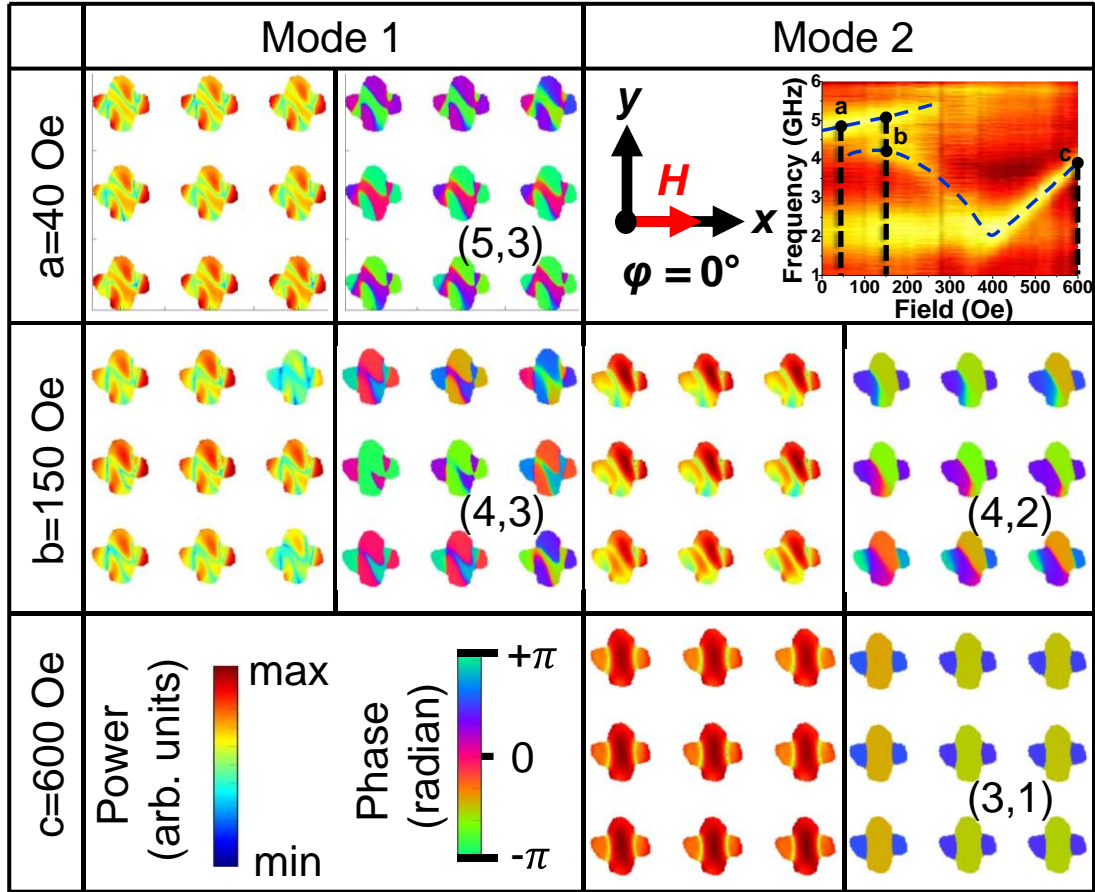 Mode 1
Mode 2
a=40 Oe
(5,3)
y
H
x
φ = 0°
Frequency (GHz)
6
5
4
3
2
1
a
b
c
0 100 200 300 400 500 600
Field (Oe)
b=150 Oe
(4,3)
(4,2)
c=600 Oe
Power
(arb. units)
max
min
Phase
(radian)
+π
0
-π
(3,1)